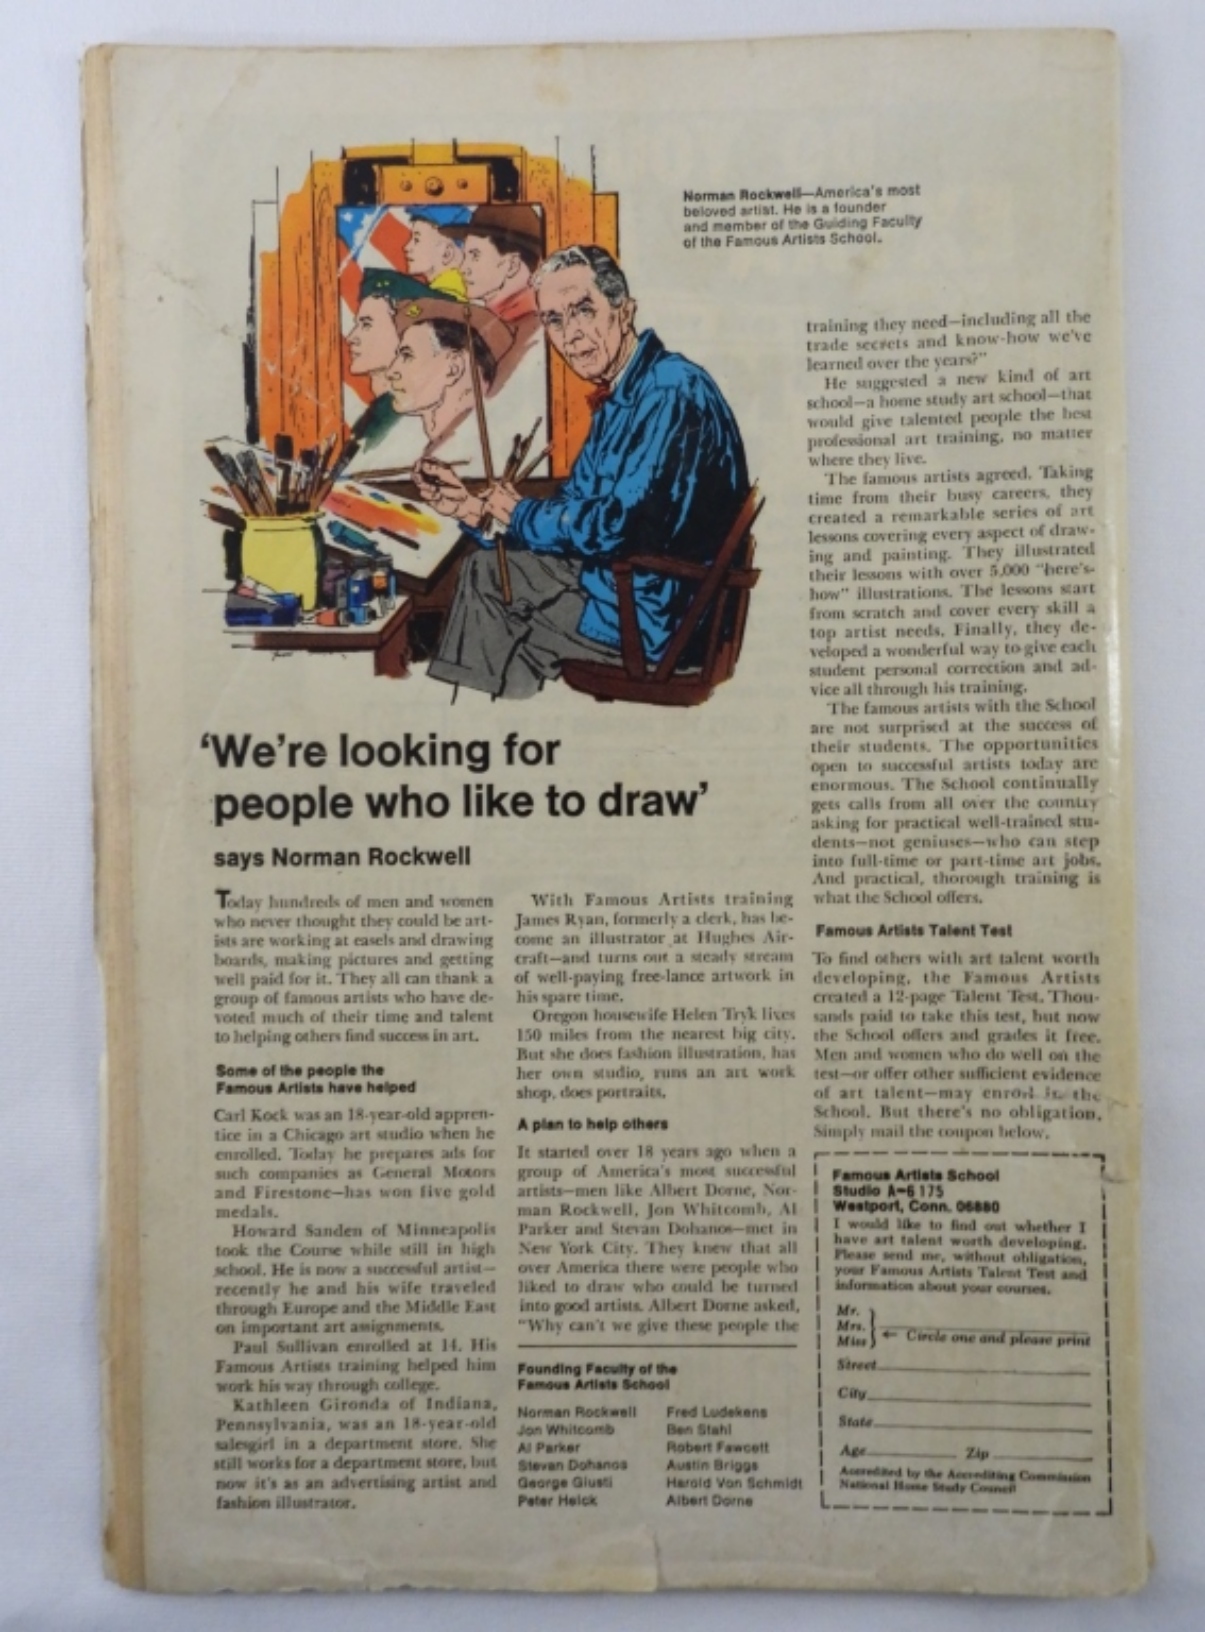 Norman Rockwell—America's most
beloved artist. He is a founder
and member of the Guiding Faculty
of the Famous Artists School.
'We're looking for
people who like to draw'
says Norman Rockwell
Today hundreds of men and women
who never thought they could be art-
ists are working at easels and drawing
boards, making pictures and getting
well paid for it. They all can thank a
group of famous artists who have de-
voted much of their time and talent
to helping others find success in art.
Some of the people the
Famous Artists have helped
Carl Kock was an 18-year-old appren-
tice in a Chicago art studio when he
enrolled. Today he prepares ads for
such companies as General Motors
and Firestone—has won five gold
medals.
Howard Sanden of Minneapolis
took the Course while still in high
school. He is now a successful artist—
recently he and his wife traveled
through Europe and the Middle East
on important art assignments.
Paul Sullivan enrolled at 14. His
Famous Artists training helped him
work his way through college.
Kathleen Gironda of Indiana,
Pennsylvania, was an 18-year-old
salesgirl in a department store. She
still works for a department store, but
now it's as an advertising artist and
fashion illustrator.
With Famous Artists training
James Ryan, formerly a clerk, has be-
come an illustrator at Hughes Air-
craft—and turns out a steady stream
of well-paying free-lance artwork in
his spare time.
Oregon housewife Helen Tryk lives
150 miles from the nearest big city.
But she does fashion illustration, has
her own studio, runs an art work
shop, does portraits.
A plan to help others
It started over 18 years ago when a
group of America's most successful
artists—men like Albert Dorne, Nor-
man Rockwell, Jon Whitcomb, Al
Parker and Stevan Dohanos—met in
New York City. They knew that all
over America there were people who
liked to draw who could be turned
into good artists. Albert Dorne asked,
"Why can't we give these people the
Founding Faculty of the
Famous Artists School
Norman Rockwell
Jon Whitcomb
Al Parker
Stevan Dohanos
George Giusti
Peter Helck
Fred Ludekens
Ben Stahl
Robert Fawcett
Austin Briggs
Harold Von Schmidt
Albert Dorne
training they need—including all the
trade secrets and know-how we've
learned over the years?"
He suggested a new kind of art
school—a home study art school—that
would give talented people the best
professional art training, no matter
where they live.
The famous artists agreed. Taking
time from their busy careers, they
created a remarkable series of art
lessons covering every aspect of draw-
ing and painting. They illustrated
their lessons with over 5,000 "here's-
how" illustrations. The lessons start
from scratch and cover every skill a
top artist needs. Finally, they de-
veloped a wonderful way to give each
student personal correction and ad-
vice all through his training.
The famous artists with the School
are not surprised at the success of
their students. The opportunities
open to successful artists today are
enormous. The School continually
gets calls from all over the country
asking for practical well-trained stu-
dents—not geniuses—who can step
into full-time or part-time art jobs.
And practical, thorough training is
what the School offers.
Famous Artists Talent Test
To find others with art talent worth
developing, the Famous Artists
created a 12-page Talent Test. Thou-
sands paid to take this test, but now
the School offers and grades it free.
Men and women who do well on the
test—or offer other sufficient evidence
of art talent—may enroll in the
School. But there's no obligation.
Simply mail the coupon below.
Famous Artists School
Studio A-6175
Westport, Conn. 06880
I would like to find out whether I
have art talent worth developing.
Please send me, without obligation,
your Famous Artists Talent Test and
information about your courses.
Mr.
Mrs.
Miss
← Circle one and please print
Street
City
State
Age Zip
Accredited by the Accrediting Commission
National Home Study Council